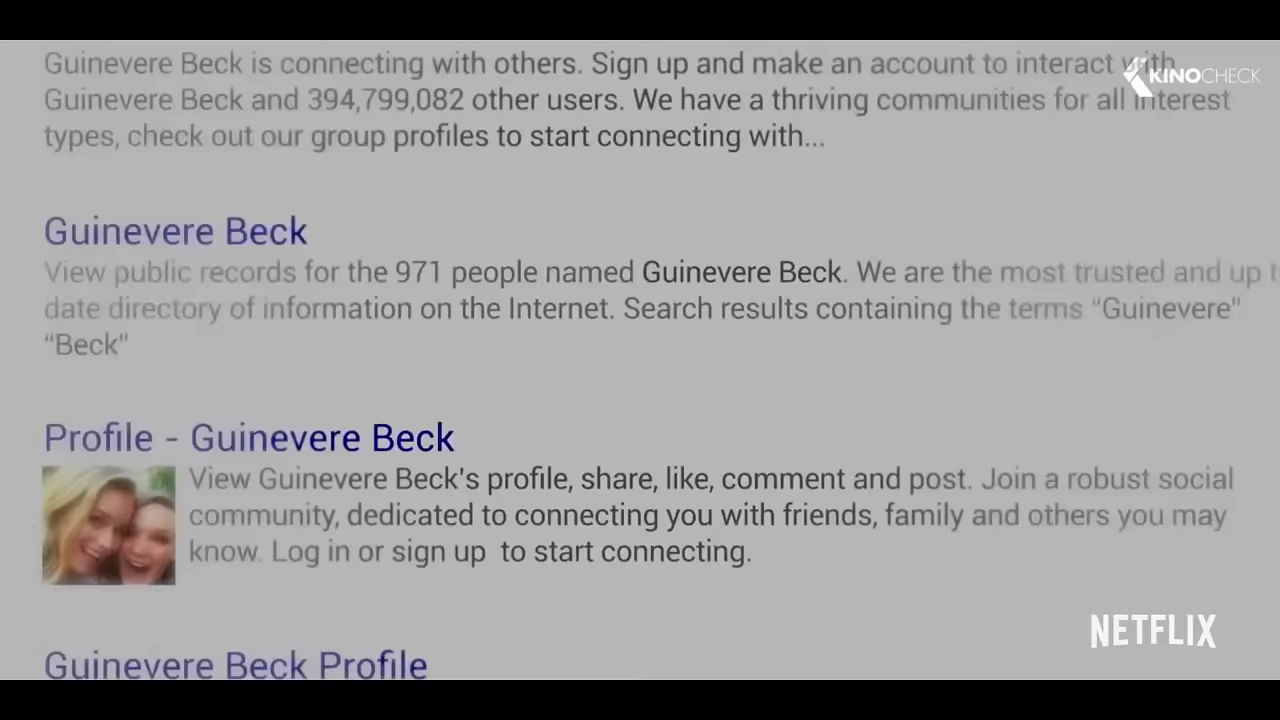 Guinevere Beck is connecting with others. Sign up and make an account to interact with
KINOCHECK
Guinevere Beck and 394,799,082 other users. We have a thriving communities for all interest
types, check out our group profiles to start connecting with...
Guinevere Beck
View public records for the 971 people named Guinevere Beck. We are the most trusted and up t
date directory of information on the Internet. Search results containing the terms “Guinevere”
“Beck”
Profile - Guinevere Beck
View Guinevere Beck's profile, share, like, comment and post. Join a robust social
community, dedicated to connecting you with friends, family and others you may
know. Log in or sign up to start connecting.
NETFLIX
Guinevere Beck Profile